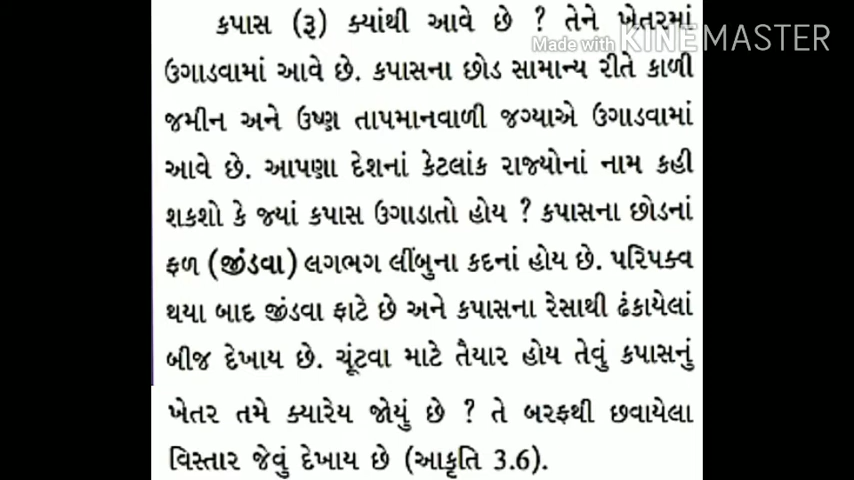 કપાસ (રૂ) ક્યાંથી આવે છે ? તેને ખેતરમાં
Made with KINEMASTER
ઉગાડવામાં આવે છે. કપાસના છોડ સામાન્ય રીતે કાળી
જમીન અને ઉષ્ણ તાપમાનવાળી જગ્યાએ ઉગાડવામાં
આવે છે. આપણા દેશનાં કેટલાંક રાજ્યોનાં નામ કહી
શકશો કે જ્યાં કપાસ ઉગાડાતો હોય ? કપાસના છોડનાં
ફળ (જીંડવા) લગભગ લીંબુના કદનાં હોય છે. પરિપક્વ
થયા બાદ જીંડવા ફાટે છે અને કપાસના રેસાથી ઢંકાયેલાં
બીજ દેખાય છે. ચૂંટવા માટે તૈયાર હોય તેવું કપાસનું
ખેતર તમે ક્યારેય જોયું છે ? તે બરફથી છવાયેલા
વિસ્તાર જેવું દેખાય છે (આકૃતિ 3.6).